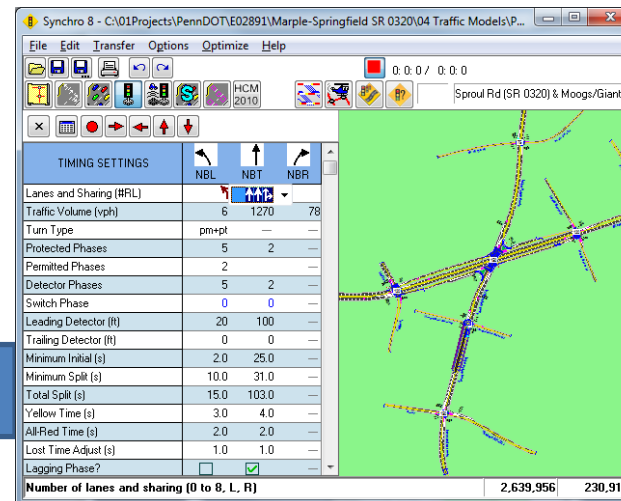 Synchro 8 - C:\01Projects\PennDOT\E02891\Marple-Springfield SR 0320\04 Traffic Models\P...
File Edit Transfer Options Optimize Help
0: 0: 0 / 0: 0: 0
HCM 2010
Sproul Rd (SR 0320) & Moogs/Giant
TIMING SETTINGS NBL NBT NBR
Lanes and Sharing (#RL)
Traffic Volume (vph) 6 1270 78
Turn Type pm+pt — —
Protected Phases 5 2 —
Permitted Phases 2 —
Detector Phases 5 2 —
Switch Phase 0 0 —
Leading Detector (ft) 20 100 —
Trailing Detector (ft) 0 0 —
Minimum Initial (s) 2.0 25.0 —
Minimum Split (s) 10.0 31.0 —
Total Split (s) 15.0 103.0 —
Yellow Time (s) 3.0 4.0 —
All-Red Time (s) 2.0 2.0 —
Lost Time Adjust (s) 1.0 1.0 —
Lagging Phase? —
Number of lanes and sharing (0 to 8, L, R) 2,639,956 230,91